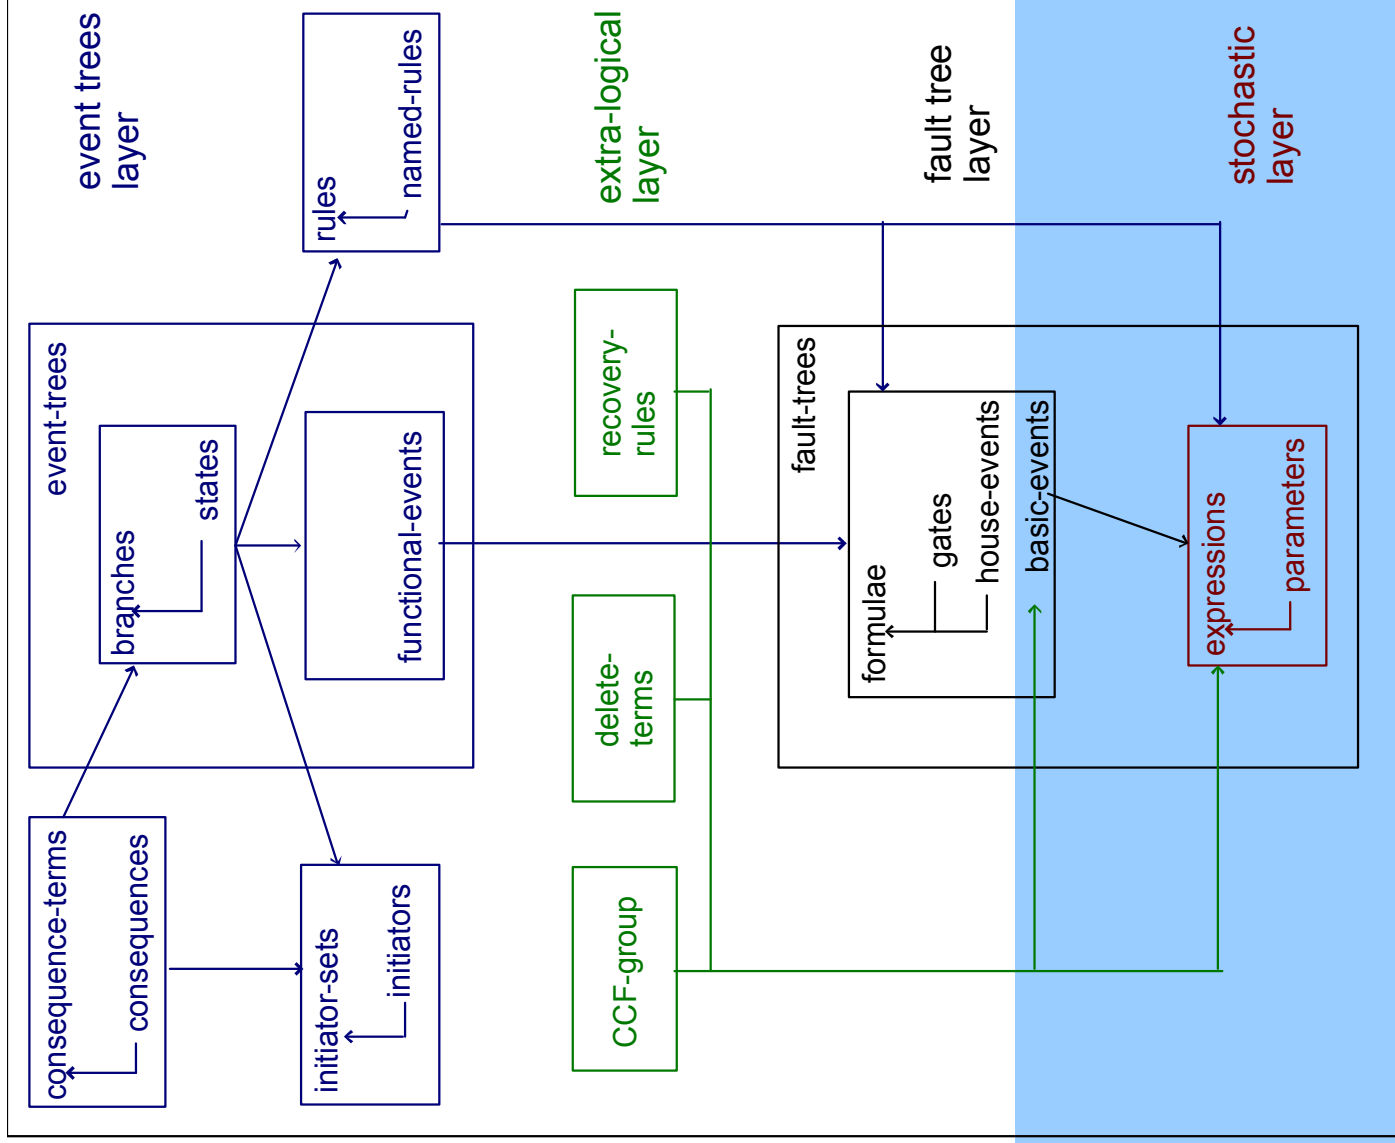 event trees
layer
extra-logical
layer
fault tree
layer
stochastic
layer
rules
named-rules
event-trees
branches
states
functional-events
consequence-terms
consequences
initiator-sets
initiators
recovery-
rules
delete-
terms
CCF-group
fault-trees
formulae
gates
house-events
basic-events
expressions
parameters